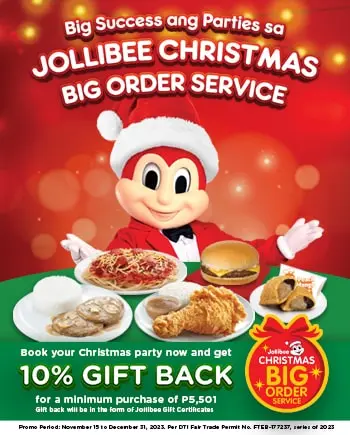 Big Success ang Parties sa
JOLLIBEE CHRISTMAS
BIG ORDER SERVICE
Book your Christmas party now and get
10% GIFT BACK
for a minimum purchase of P5,501
Gift back will be in the form of Jollibee Gift Certificates
Jollibee
CHRISTMAS
BIG
ORDER
SERVICE
Promo Period: November 15 to December 31, 2023. Per DTI Fair Trade Permit No. FTEB-177237, series of 2023